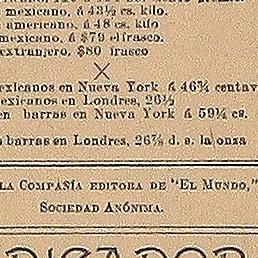 mexicano, á 43½ cs. kilo.
americano, á 48 cs. kilo
mexicano, á $79 el frasco.
extranjero, $80 frasco
mexicanos en Nueva York á 46¾ centav
mexicanos en Londres, 26½
en barras en Nueva York á 59¼ cs.
barras en Londres, 26⅞ d. s. la onza
LA COMPAÑÍA EDITORA DE "EL MUNDO,"
SOCIEDAD ANÓNIMA.